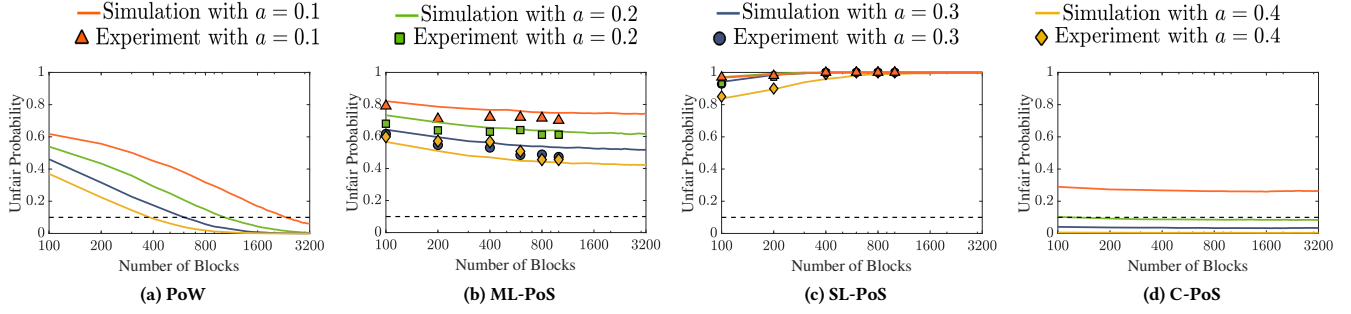 Simulation with a = 0.1
Experiment with a = 0.1
Simulation with a = 0.2
Experiment with a = 0.2
Simulation with a = 0.3
Experiment with a = 0.3
Simulation with a = 0.4
Experiment with a = 0.4
Unfair Probability
1
0.8
0.6
0.4
0.2
0
100 200 400 800 1600 3200
Number of Blocks
(a) PoW
Unfair Probability
1
0.8
0.6
0.4
0.2
0
100 200 400 800 1600 3200
Number of Blocks
(b) ML-PoS
Unfair Probability
1
0.8
0.6
0.4
0.2
0
100 200 400 800 1600 3200
Number of Blocks
(c) SL-PoS
Unfair Probability
1
0.8
0.6
0.4
0.2
0
100 200 400 800 1600 3200
Number of Blocks
(d) C-PoS